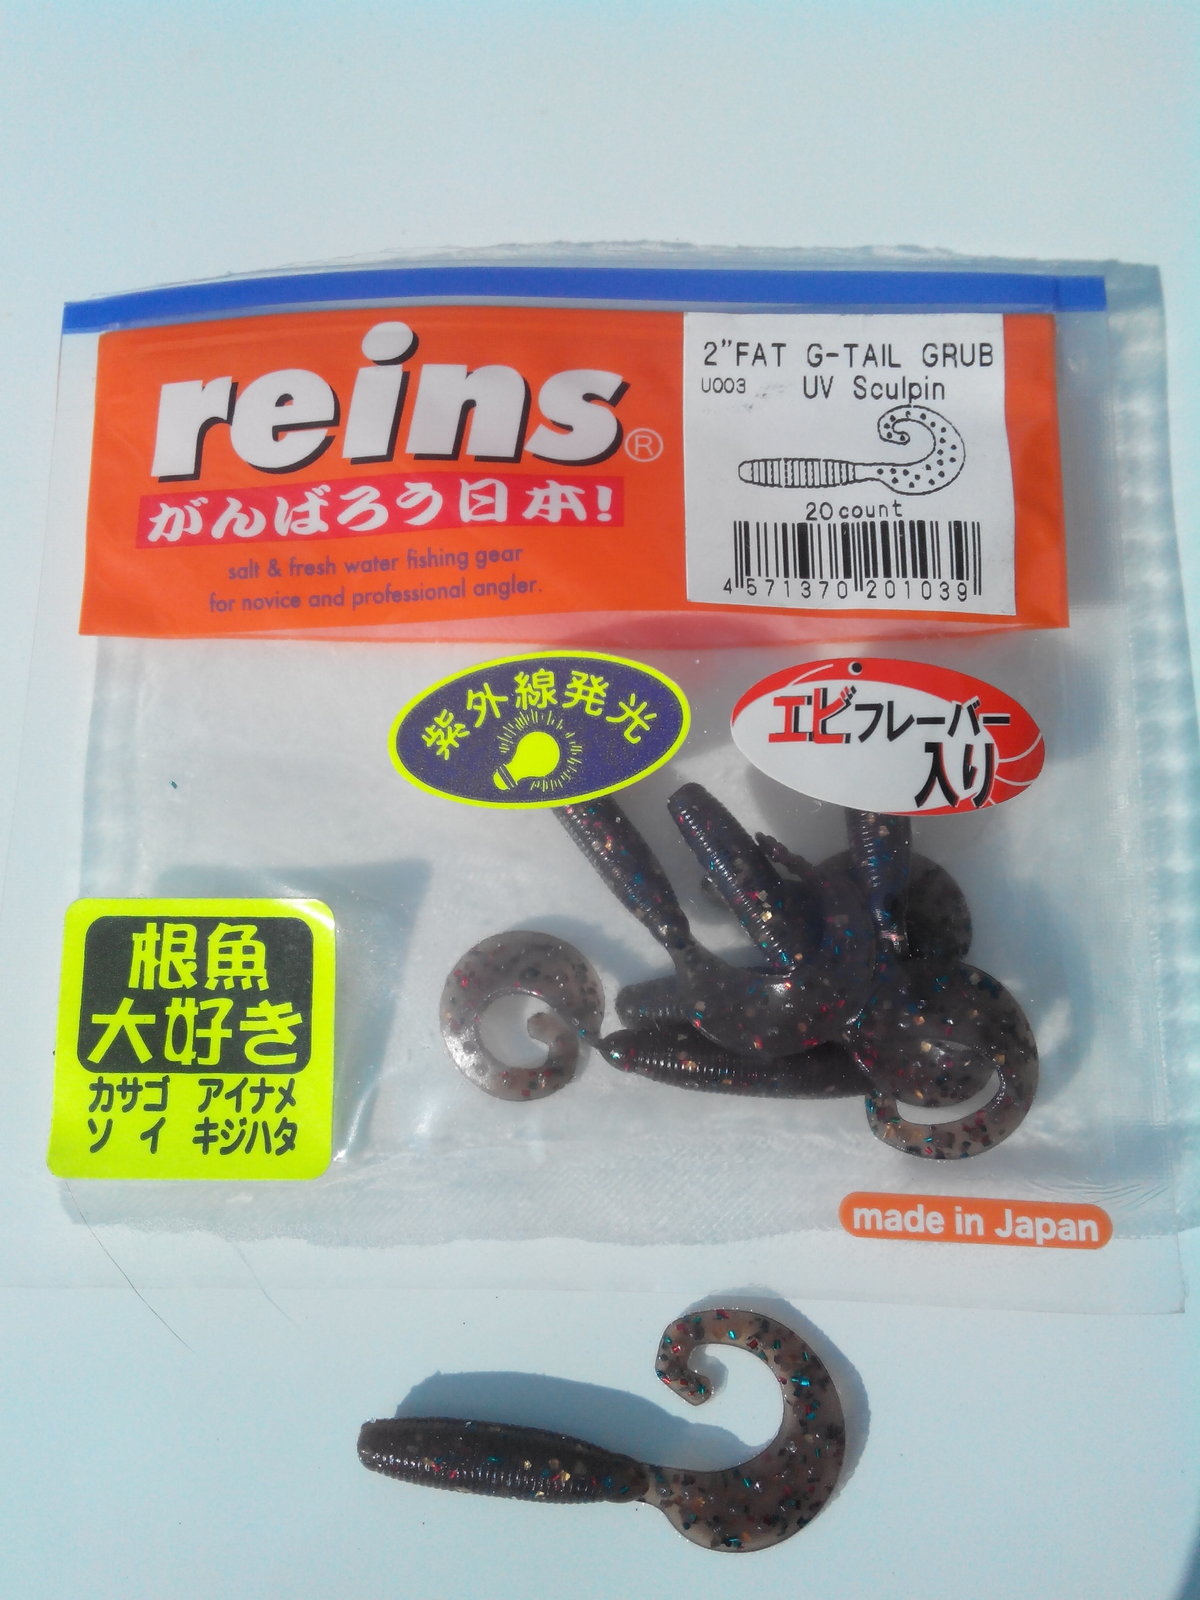 reins®
がんばろう日本!
salt & fresh water fishing gear
for novice and professional angler.
2”FAT G-TAIL GRUB
U003 UV Sculpin
20count
4 571370 201039
紫外線発光
エビフレーバー
入り
根魚
大好き
カサゴ アイナメ
ソイ キジハタ
made in Japan